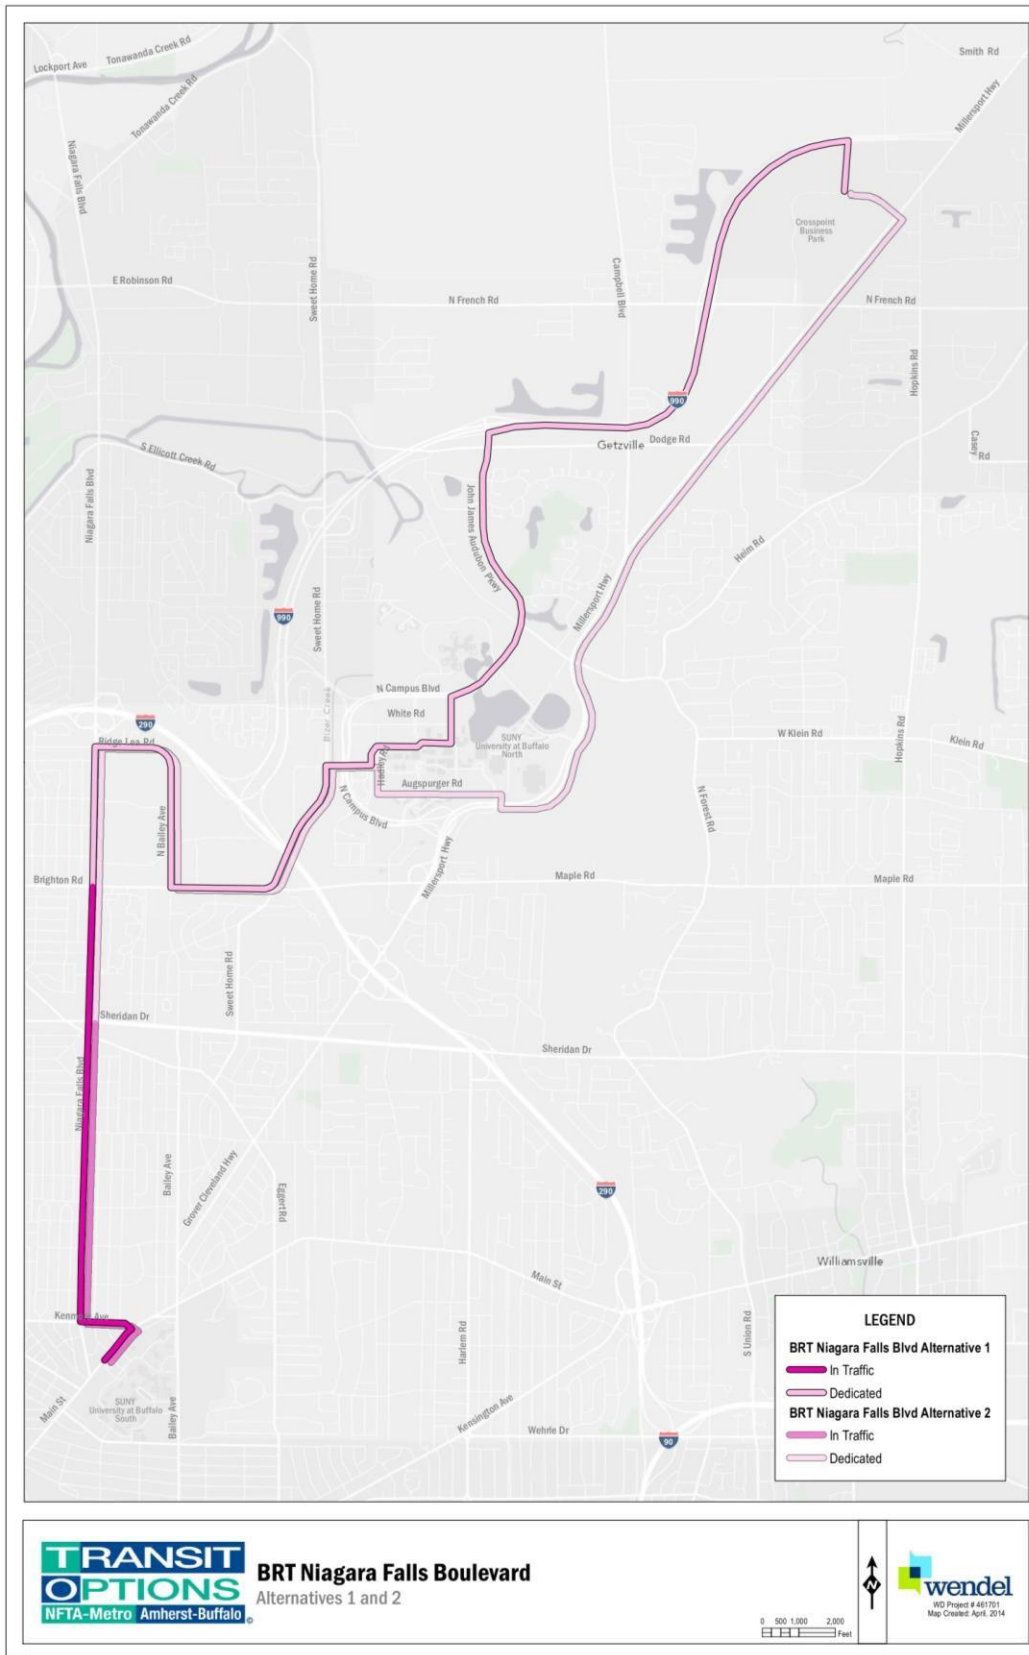 Smith Rd
Tonawanda Creek Rd
Lockport Ave
Tonawanda Creek Rd
Millersport Hwy
Niagara Falls Blvd
Crosspoint
Business
Park
Sweet Home Rd
Campbell Blvd
E Robinson Rd
N French Rd
N French Rd
Hopkins Rd
990
Getzville
Dodge Rd
Casey
Rd
S Ellicott Creek Rd
Niagara Falls Blvd
John James Audubon Pkwy
Heim Rd
Millersport Hwy
990
Sweet Home Rd
N Campus Blvd
White Rd
Bizer Creek
290
Ridge Lea Rd
SUNY
University at Buffalo
North
W Klein Rd
Hopkins Rd
Klein Rd
Hadley Rd
Augspurger Rd
N Campus Blvd
N Bailey Ave
N Forest Rd
Millersport Hwy
Brighton Rd
Maple Rd
Maple Rd
Sweet Home Rd
Sheridan Dr
Sheridan Dr
Niagara Falls Blvd
Bailey Ave
Grover Cleveland Hwy
Eggert Rd
290
Williamsville
Main St
Harlem Rd
S Union Rd
Main St
SUNY
University at Buffalo
South
Bailey Ave
Kensington Ave
Wehrle Dr
90
LEGEND
BRT Niagara Falls Blvd Alternative 1
In Traffic
Dedicated
BRT Niagara Falls Blvd Alternative 2
In Traffic
Dedicated
TRANSIT
OPTIONS
NFTA-Metro Amherst-Buffalo ©
BRT Niagara Falls Boulevard
Alternatives 1 and 2
0 500 1,000 2,000
Feet
N
wendel
WD Project # 461701
Map Created: April, 2014